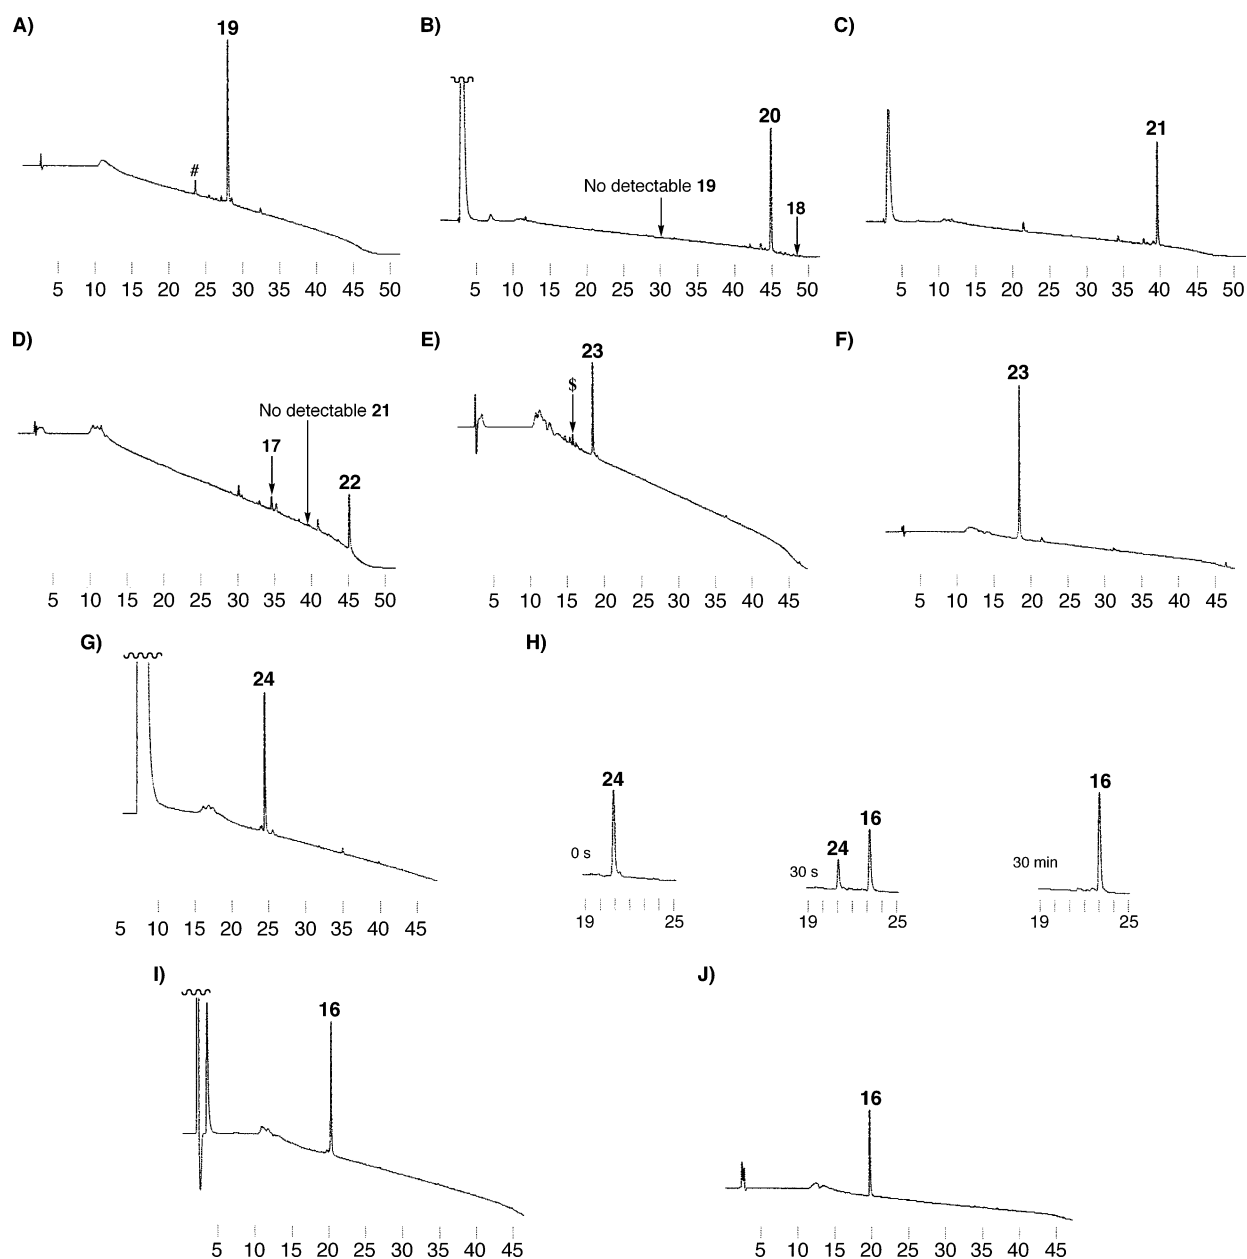 A)
19
#
5 10 15 20 25 30 35 40 45 50
B)
20
No detectable 19
18
5 10 15 20 25 30 35 40 45 50
C)
21
5 10 15 20 25 30 35 40 45 50
D)
No detectable 21
17
22
5 10 15 20 25 30 35 40 45 50
E)
23
$
5 10 15 20 25 30 35 40 45
F)
23
5 10 15 20 25 30 35 40 45
G)
24
5 10 15 20 25 30 35 40 45
H)
24
0 s
19 25
16
24
30 s
19 25
16
30 min
19 25
I)
16
5 10 15 20 25 30 35 40 45
J)
16
5 10 15 20 25 30 35 40 45